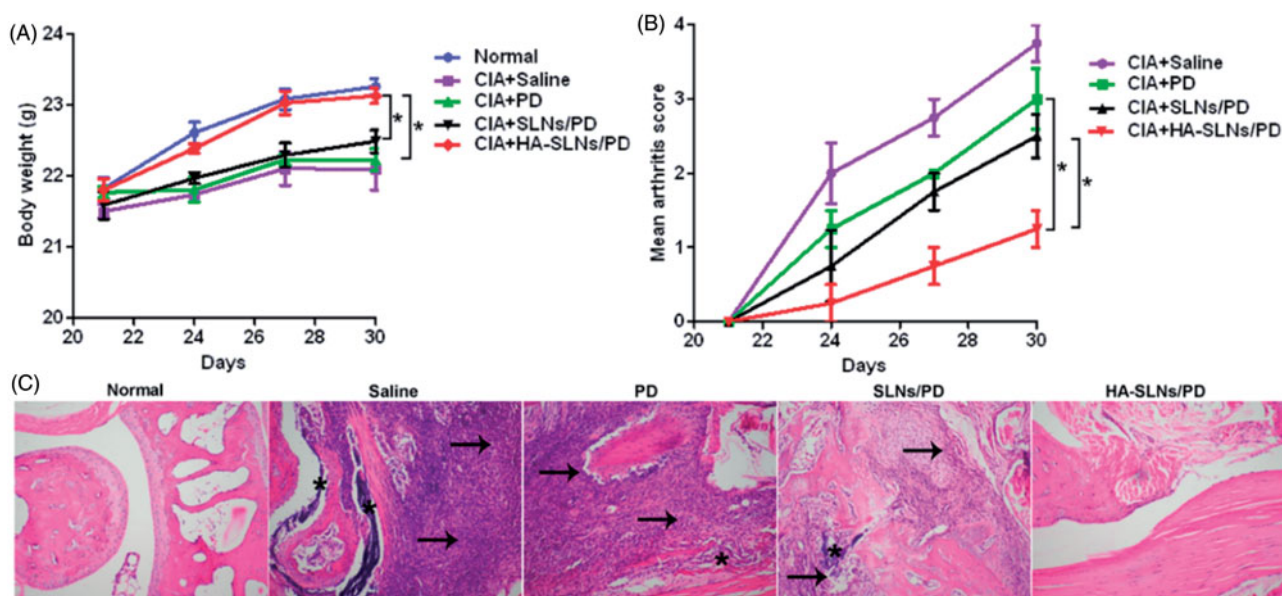 (A)
24
23
22
21
20
Body weight (g)
20 22 24 26 28 30
Days
Normal
CIA+Saline
CIA+PD
CIA+SLNs/PD
CIA+HA-SLNs/PD
*
*
(B)
4
3
2
1
0
Mean arthritis score
20 22 24 26 28 30
Days
CIA+Saline
CIA+PD
CIA+SLNs/PD
CIA+HA-SLNs/PD
*
*
(C)
Normal Saline PD SLNs/PD HA-SLNs/PD
* * * *